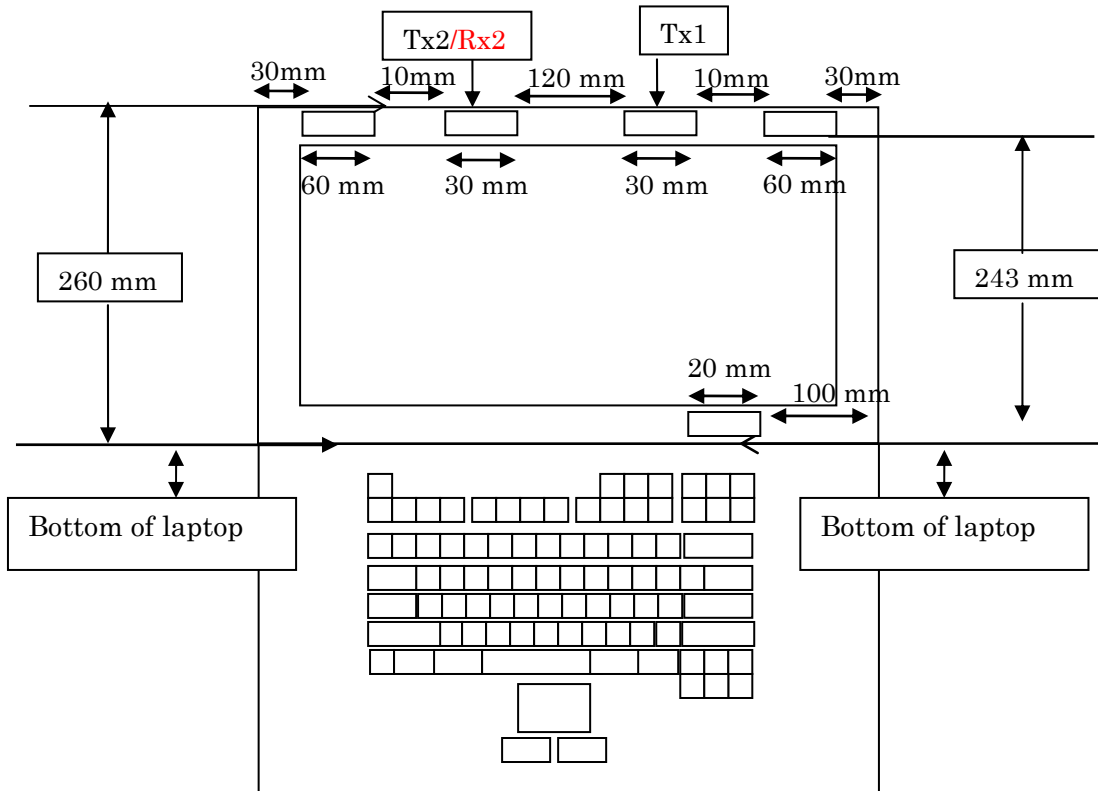 Tx2/Rx2
Tx1
30mm
10mm
120 mm
10mm
30mm
60 mm
30 mm
30 mm
60 mm
260 mm
243 mm
20 mm
100 mm
Bottom of laptop
Bottom of laptop